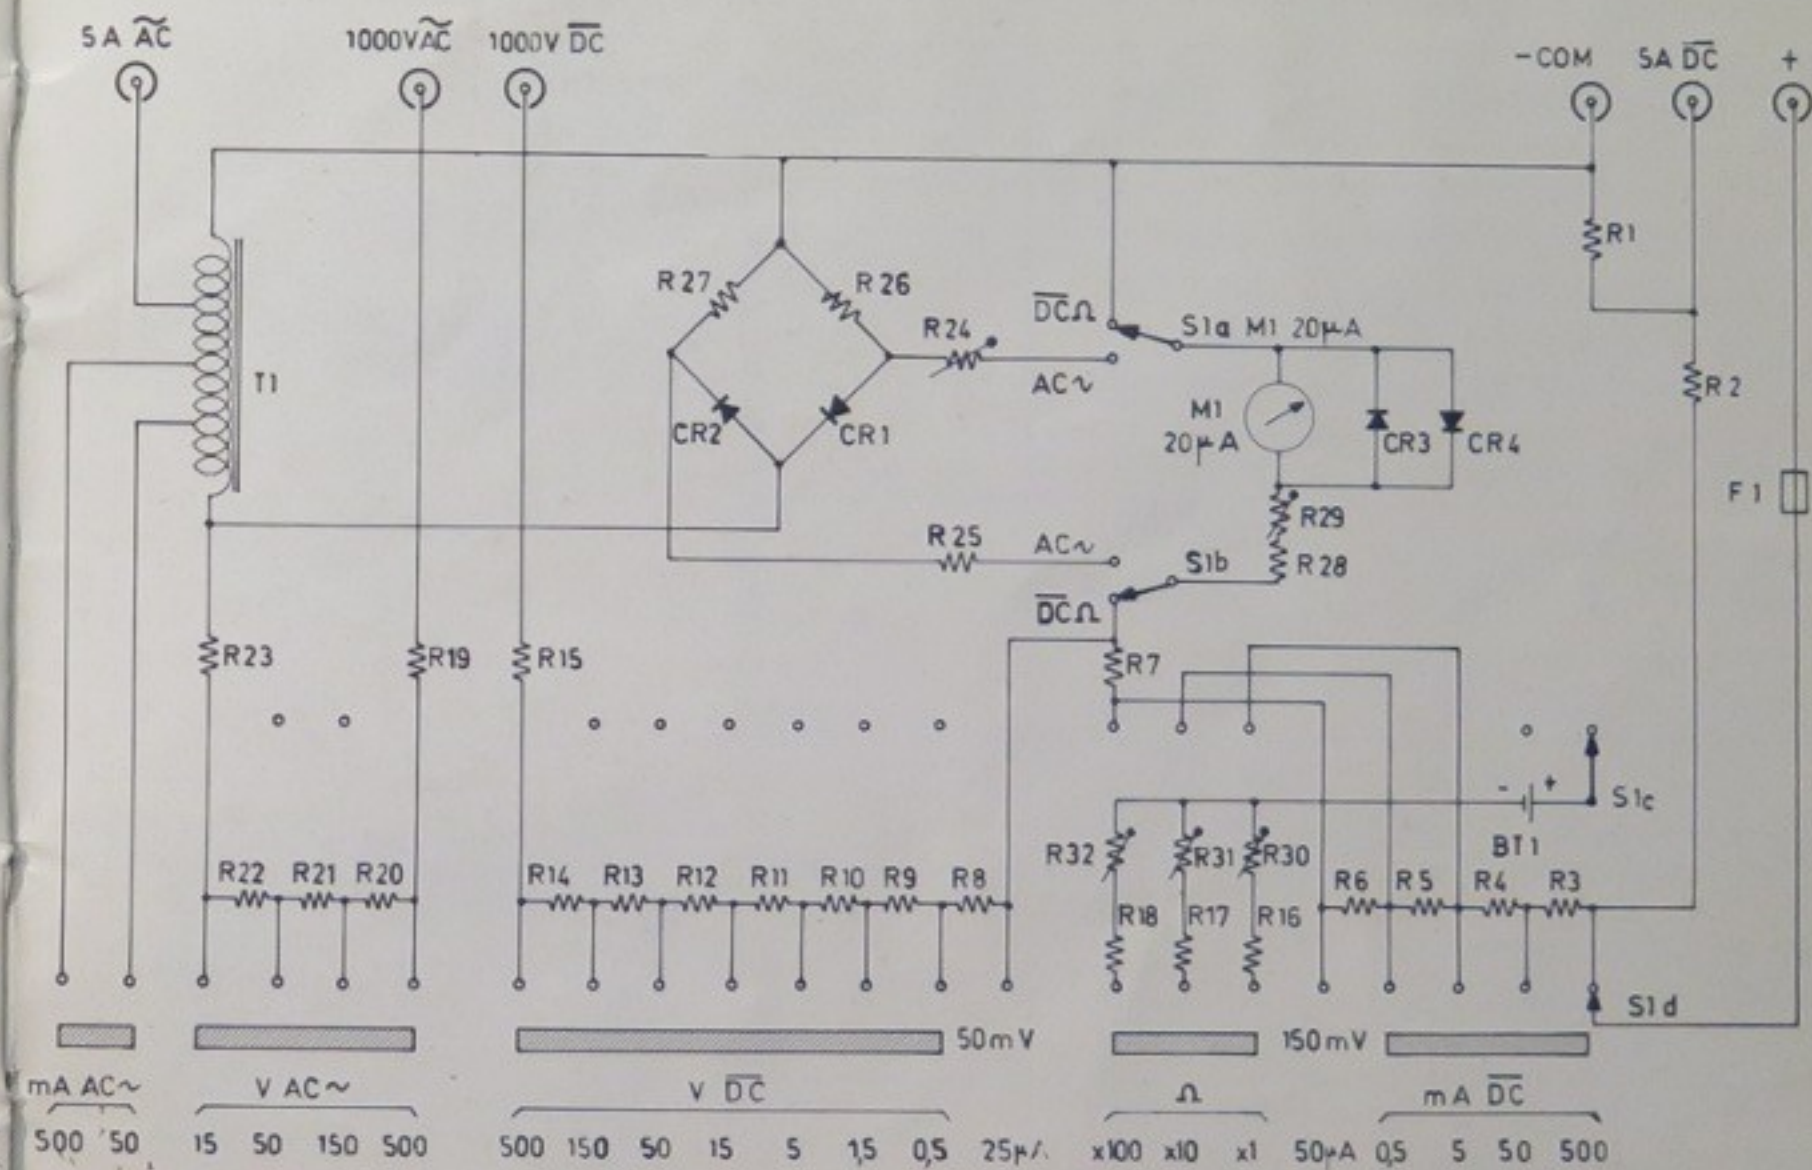 5A AC
1000V AC
1000V DC
-COM
5A DC
+
R1
R27
R26
R24
DCΩ
S1a
M1 20µA
AC~
T1
M1
20µA
CR2
CR1
CR3
CR4
R2
F1
R29
R25
AC~
S1b
R28
DCΩ
R23
R19
R15
R7
- +
S1c
BT1
R32
R31
R30
R22
R21
R20
R14
R13
R12
R11
R10
R9
R8
R6
R5
R4
R3
R18
R17
R16
S1d
50mV
150mV
mA AC~
V AC~
V DC
Ω
mA DC
500
50
15
50
150
500
500
150
50
15
5
1,5
0,5
x100
x10
x1
50µA
0,5
5
50
500